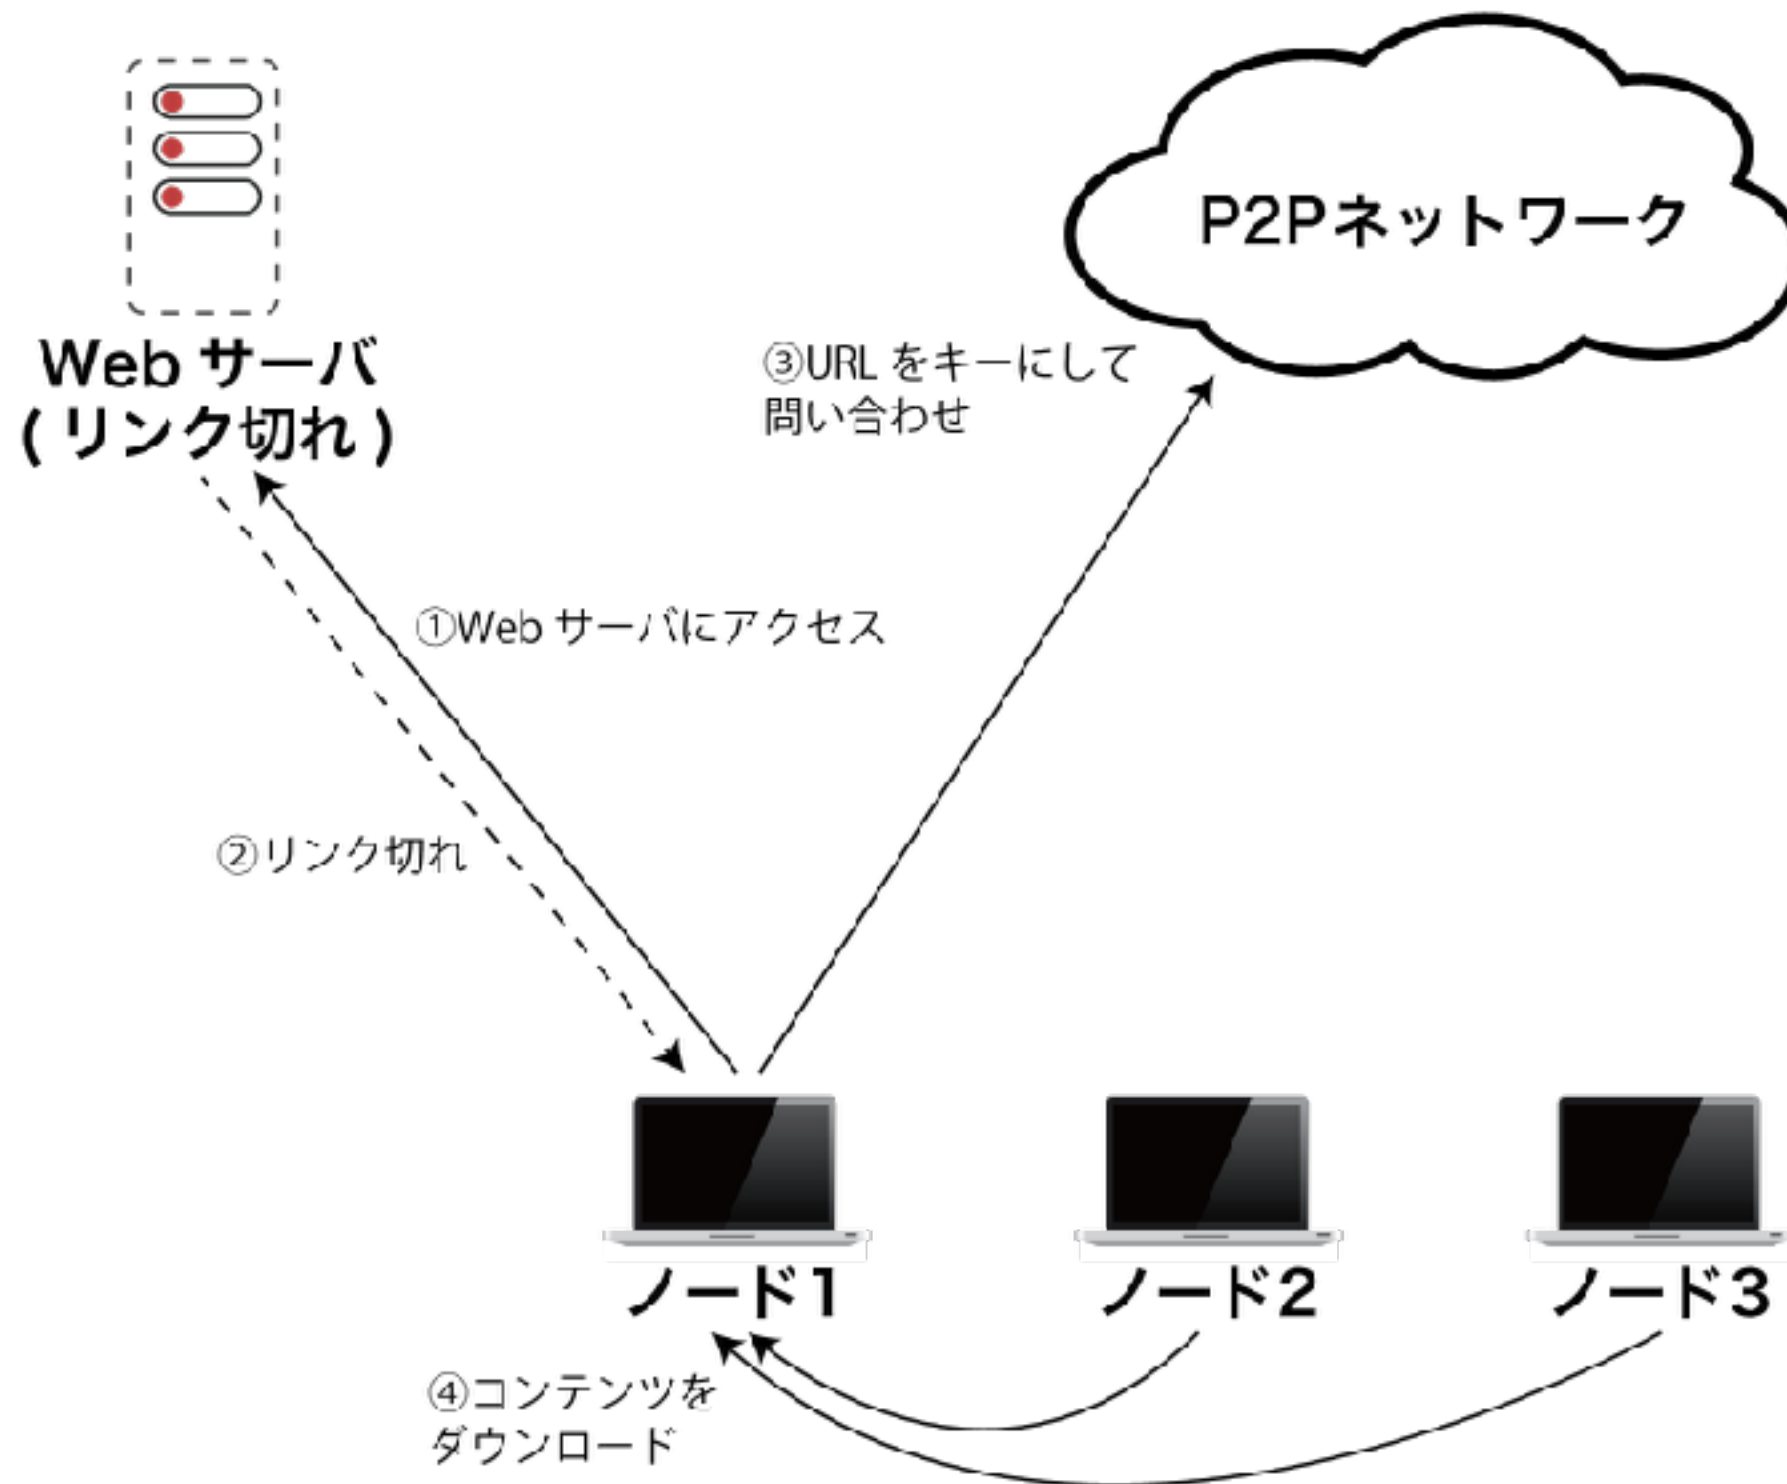 P2Pネットワーク
Web サーバ
( リンク切れ )
③URL をキーにして
問い合わせ
①Web サーバにアクセス
②リンク切れ
ノード1
ノード2
ノード3
④コンテンツを
ダウンロード